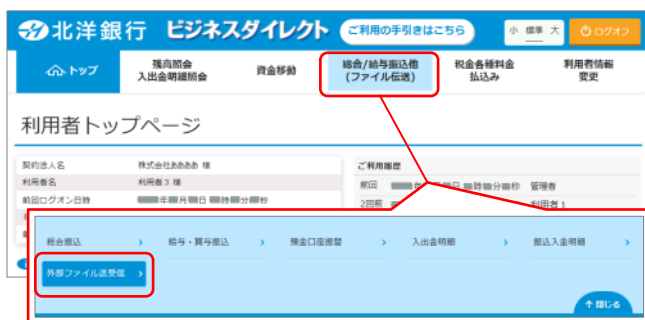 北洋銀行 ビジネスダイレクト ご利用の手引きはこちら 小 標準 大 ログオフ
トップ 残高照会 入出金明細照会 資金移動 総合/給与振込他 (ファイル伝送) 税金各種料金 払込み 利用者情報 変更
利用者トップページ
契約法人名 株式会社ああああ 様
利用者名 利用者3 様
前回ログオン日時 年 月 日 時 分 秒
ご利用履歴
前回 日 時 分 秒 管理者
2回前 利用者1
総合振込 給与・賞与振込 預金口座振替 入出金明細 振込入金明細
外部ファイル送受信
閉じる